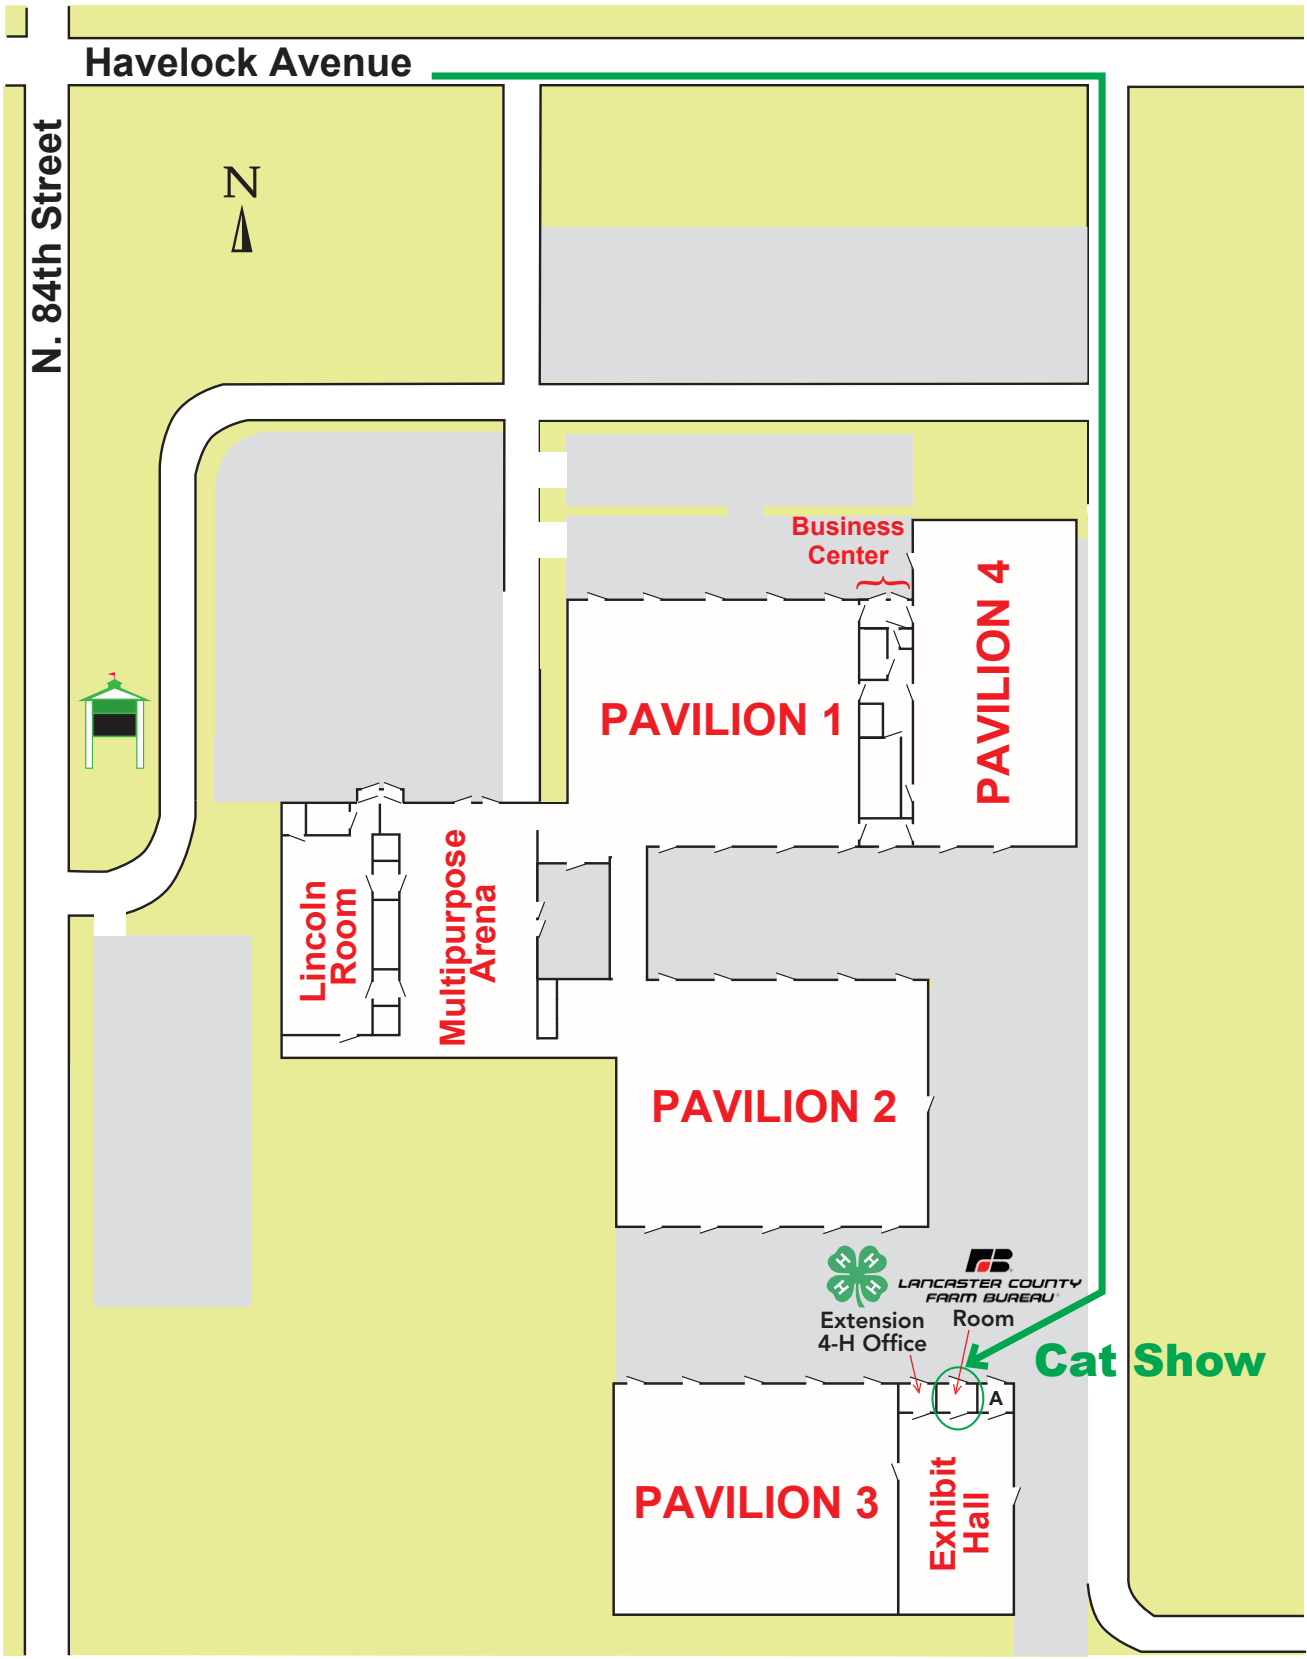 Havelock Avenue
N. 84th Street
N
Business
Center
PAVILION 4
PAVILION 1
Lincoln
Room
Multipurpose
Arena
PAVILION 2
H H
H H
FB
LANCASTER COUNTY
FARM BUREAU®
Extension
4-H Office
Room
Cat Show
A
PAVILION 3
Exhibit
Hall